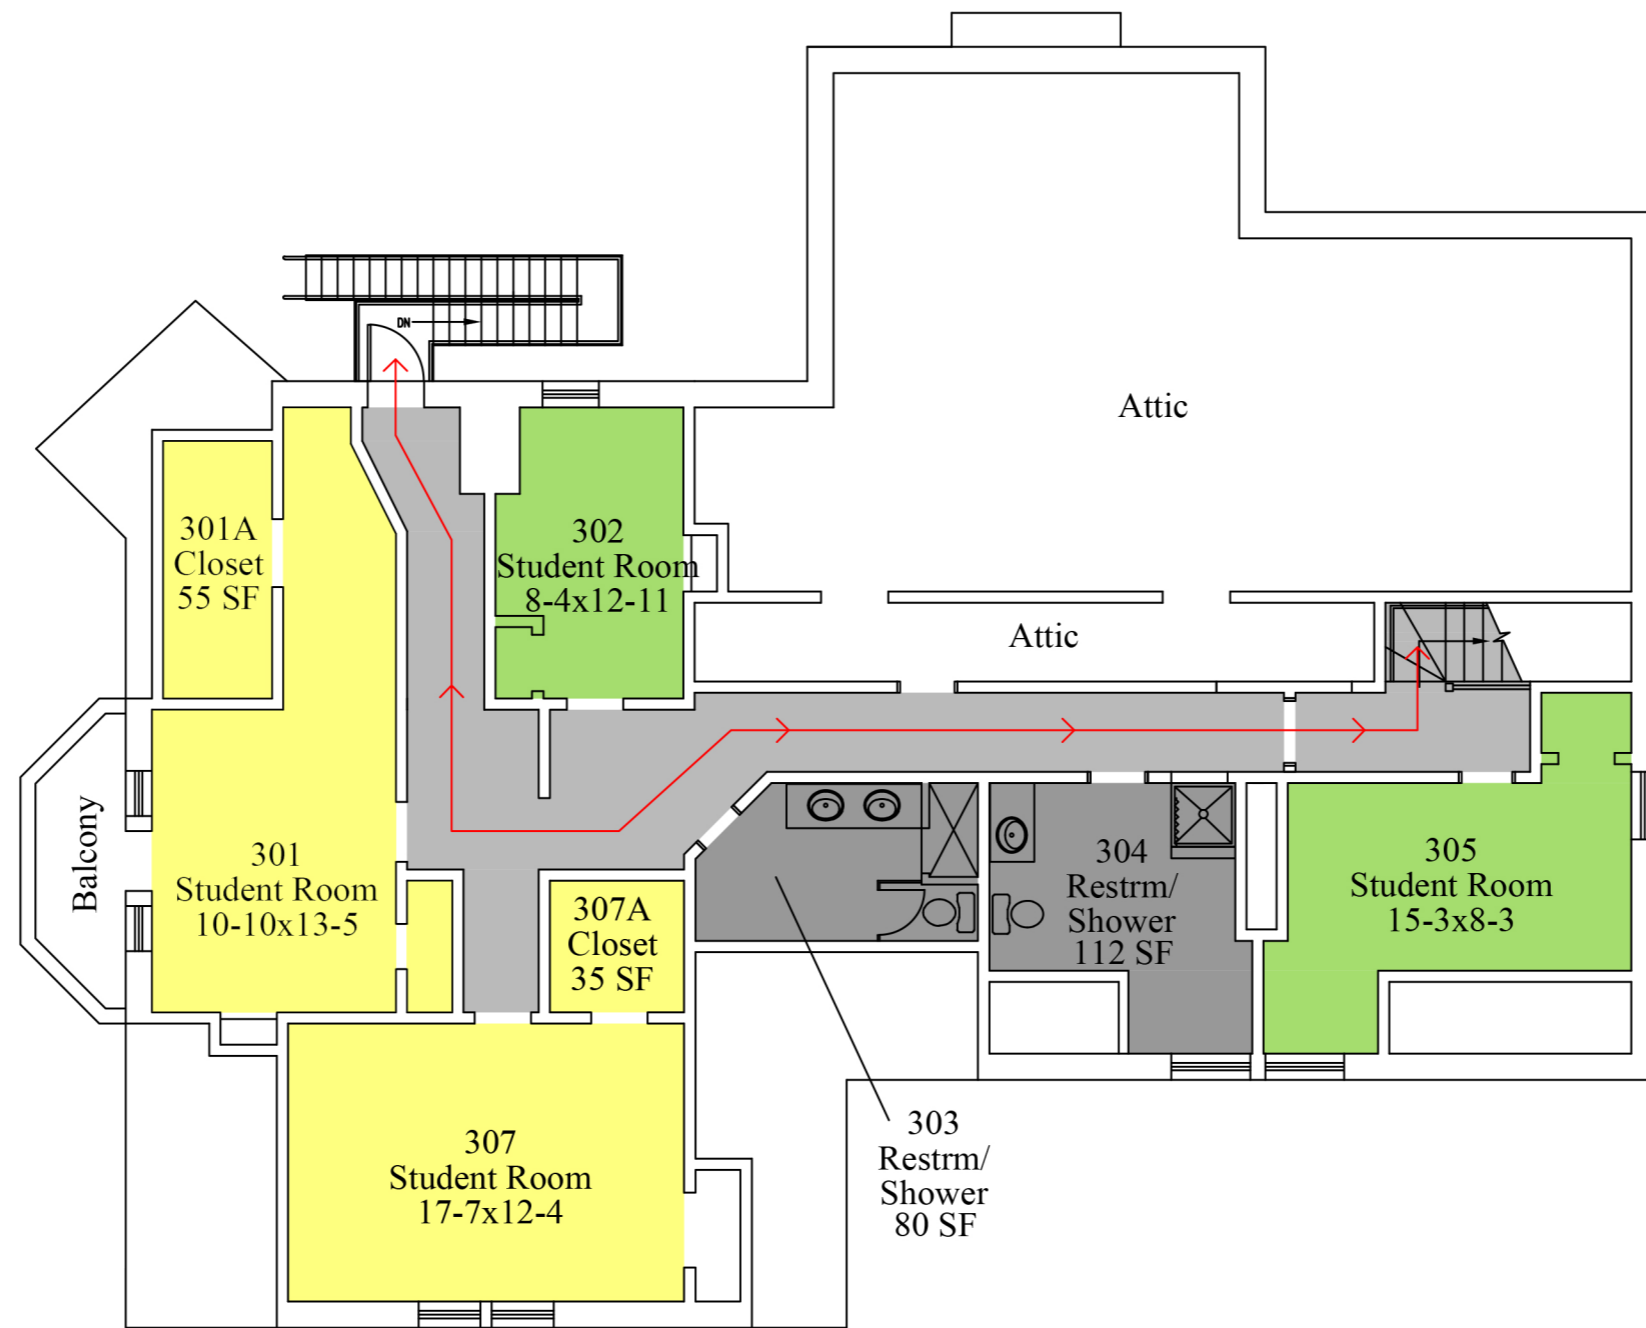 DN
Attic
301A
Closet
55 SF
302
Student Room
8-4x12-11
Attic
Balcony
301
Student Room
10-10x13-5
307A
Closet
35 SF
304
Restrm/
Shower
112 SF
305
Student Room
15-3x8-3
303
Restrm/
Shower
80 SF
307
Student Room
17-7x12-4